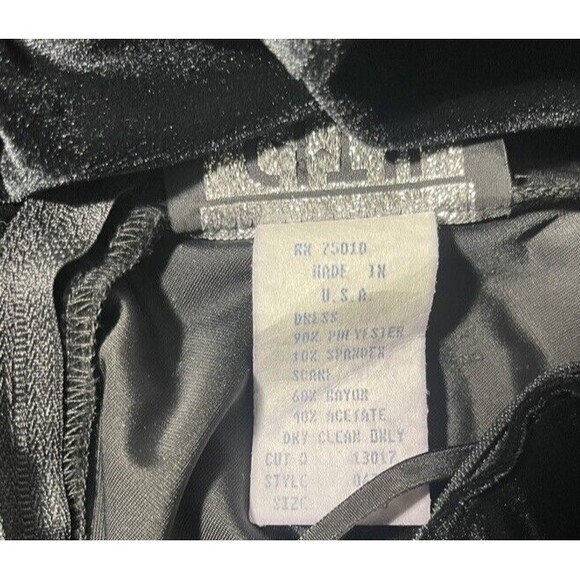 RN 75010
MADE IN
U.S.A.
DRESS
90% POLYESTER
10% SPANDEX
SCARF
60% RAYON
40% ACETATE
DRY CLEAN ONLY
CUT 0 13017
STYLE
SIZE